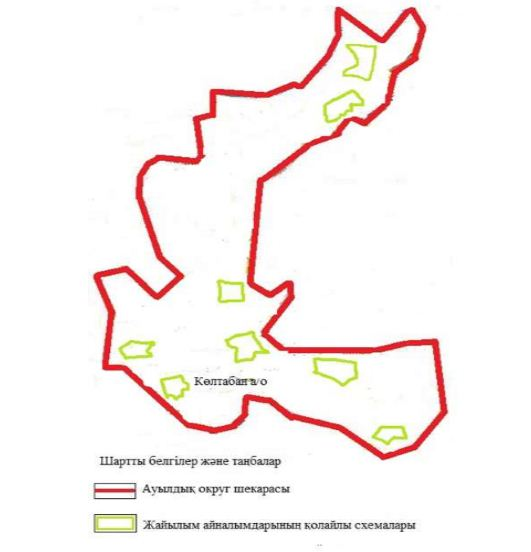 Көлтабан а/о
Шартты белгілер және таңбалар
Ауылдық округ шекарасы
Жайылым айналымдарының қолайлы схемалары